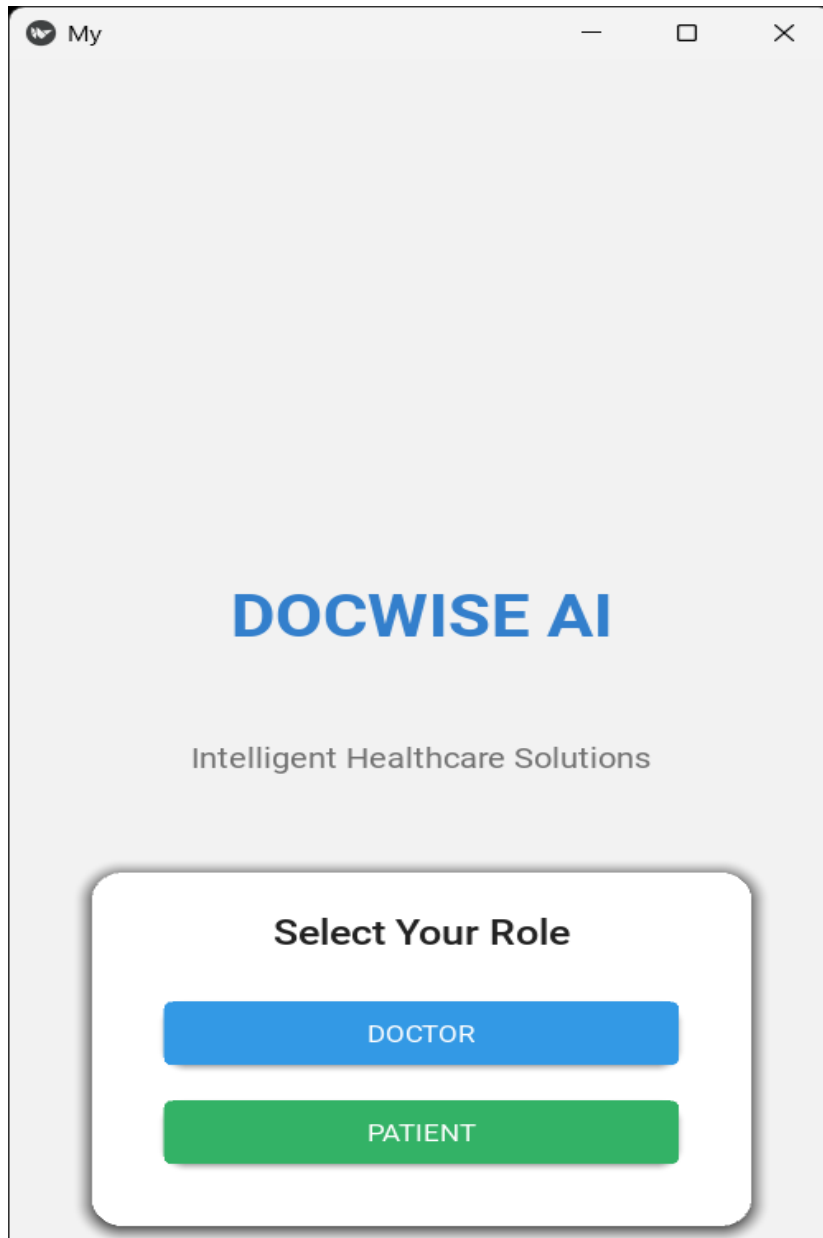 My
DOCWISE AI
Intelligent Healthcare Solutions
Select Your Role
DOCTOR
PATIENT